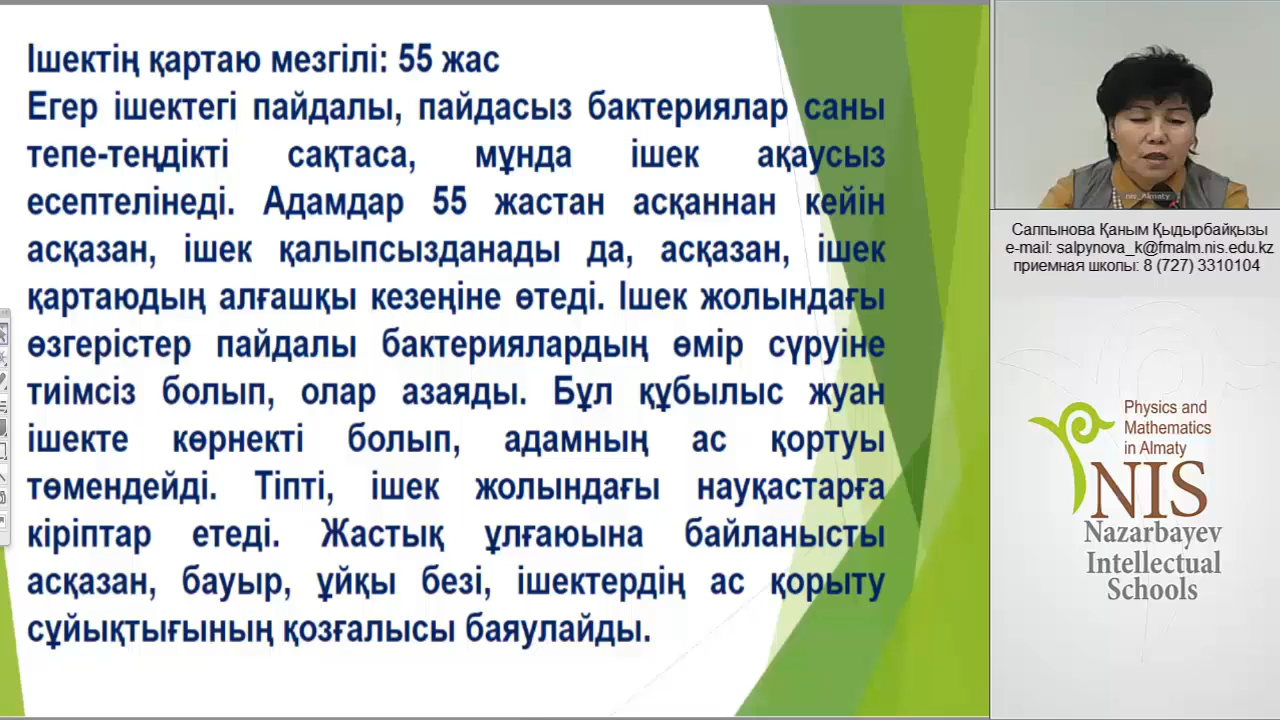 Ішектің қартаю мезгілі: 55 жас
Егер ішектегі пайдалы, пайдасыз бактериялар саны
тепе-теңдікті сақтаса, мұнда ішек ақаусыз
есептелінеді. Адамдар 55 жастан асқаннан кейін
асқазан, ішек қалыпсызданады да, асқазан, ішек
қартаюдың алғашқы кезеңіне өтеді. Ішек жолындағы
өзгерістер пайдалы бактериялардың өмір сүруіне
тиімсіз болып, олар азаяды. Бұл құбылыс жуан
ішекте көрнекті болып, адамның ас қортуы
төмендейді. Тіпті, ішек жолындағы науқастарға
кіріптар етеді. Жастық ұлғаюына байланысты
асқазан, бауыр, ұйқы безі, ішектердің ас қорыту
сұйықтығының қозғалысы баяулайды.
nis_Almaty
Салпынова Қаным Қыдырбайқызы
e-mail: salpynova_k@fmalm.nis.edu.kz
приемная школы: 8 (727) 3310104
Physics and
Mathematics
in Almaty
NIS
Nazarbayev
Intellectual
Schools